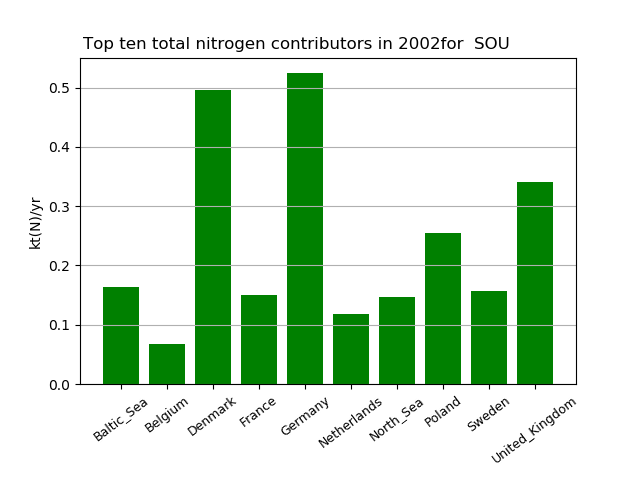 Top ten total nitrogen contributors in 2002for  SOU
kt(N)/yr
0.5
0.4
0.3
0.2
0.1
0.0
Baltic_Sea
Belgium
Denmark
France
Germany
Netherlands
North_Sea
Poland
Sweden
United_Kingdom